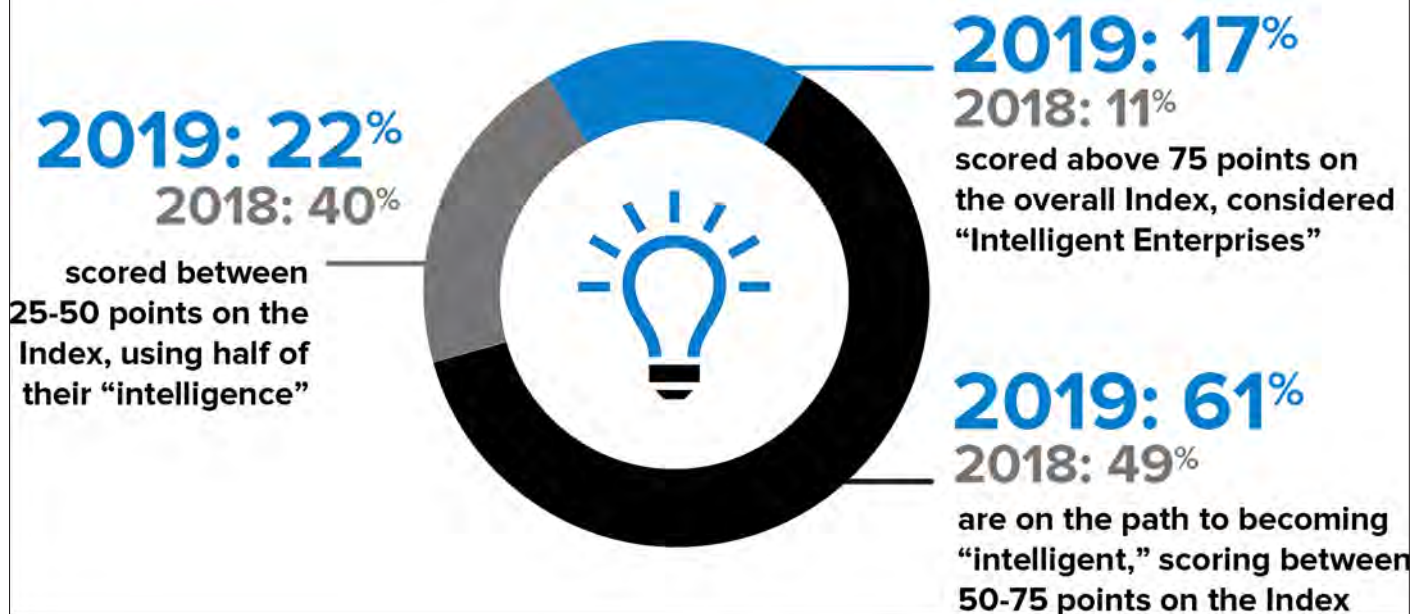 2019: 22%
2018: 40%
scored between
25-50 points on the
Index, using half of
their “intelligence”
2019: 17%
2018: 11%
scored above 75 points on
the overall Index, considered
“Intelligent Enterprises”
2019: 61%
2018: 49%
are on the path to becoming
“intelligent,” scoring between
50-75 points on the Index